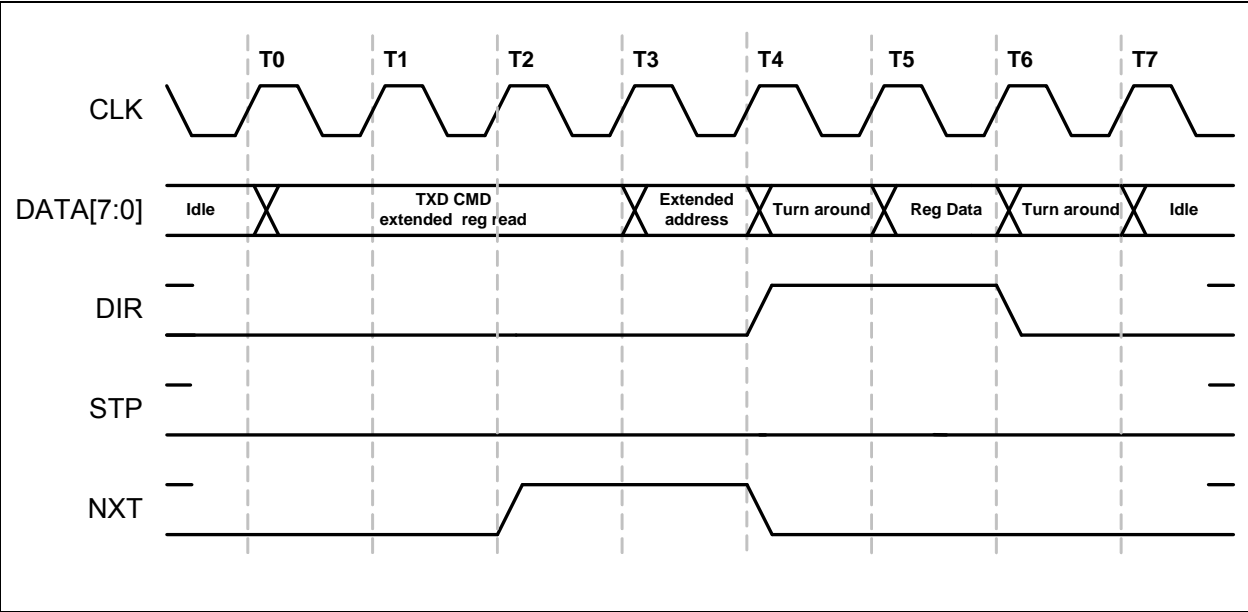 T0 T1 T2 T3 T4 T5 T6 T7
CLK
DATA[7:0] Idle TXD CMD
extended reg read Extended
address Turn around Reg Data Turn around Idle
DIR
STP
NXT